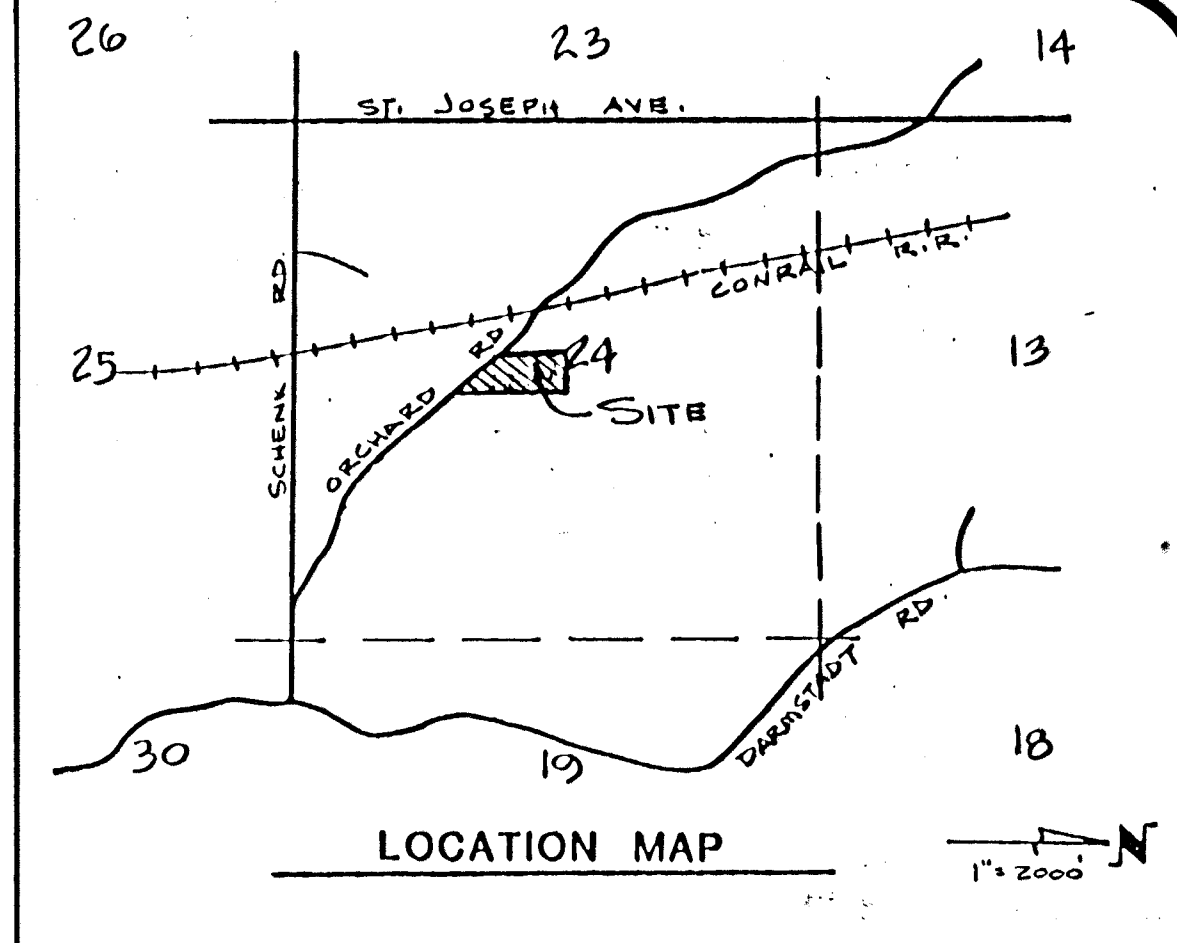 26 23 14
ST. JOSEPH AVE.
SCHENK RD.
CONRAIL R.R.
25 24 13
ORCHARD RD
SITE
DARMSTADT RD.
30 19 18
LOCATION MAP
N
1"= 2000'